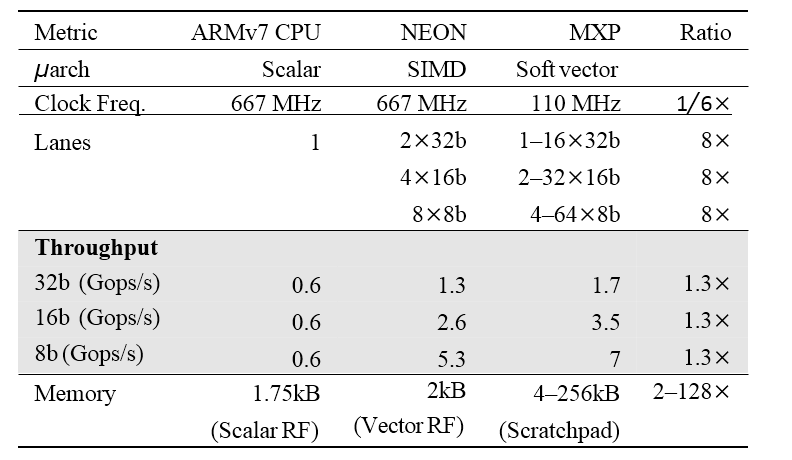 Metric ARMv7 CPU NEON MXP Ratio
μarch Scalar SIMD Soft vector
Clock Freq. 667 MHz 667 MHz 110 MHz 1/6×
Lanes 1 2×32b 1–16×32b 8×
4×16b 2–32×16b 8×
8×8b 4–64×8b 8×
Throughput
32b (Gops/s) 0.6 1.3 1.7 1.3×
16b (Gops/s) 0.6 2.6 3.5 1.3×
8b (Gops/s) 0.6 5.3 7 1.3×
Memory 1.75kB 2kB 4–256kB 2–128×
(Scalar RF) (Vector RF) (Scratchpad)